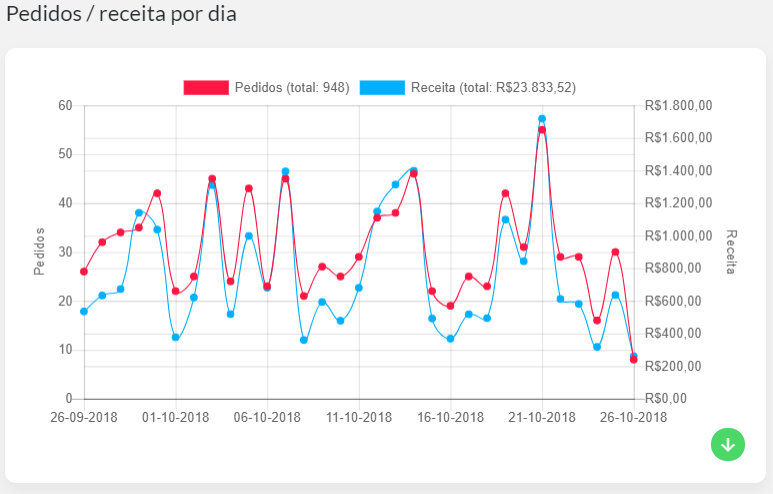 Pedidos / receita por dia
Pedidos (total: 948) Receita (total: R$23.833,52)
60 R$1.800,00
R$1.600,00
50
R$1.400,00
40 R$1.200,00
R$1.000,00
30
R$800,00
20 R$600,00
R$400,00
10
R$200,00
0 R$0,00
Pedidos
Receita
26-09-2018 01-10-2018 06-10-2018 11-10-2018 16-10-2018 21-10-2018 26-10-2018